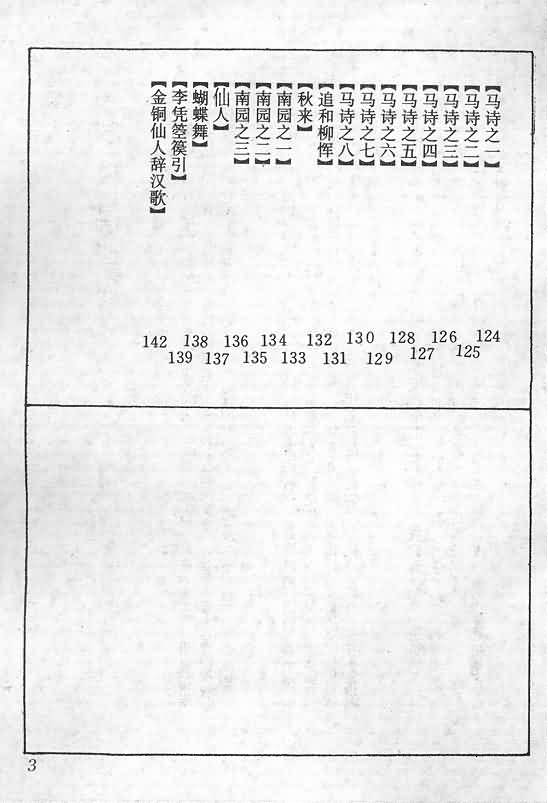 【马诗之一】
【马诗之二】
【马诗之三】
【马诗之四】
【马诗之五】
【马诗之六】
【马诗之七】
【马诗之八】
【追和柳恽】
【秋来】
【南园之一】
【南园之二】
【南园之三】
【仙人】
【蝴蝶舞】
【李凭箜篌引】
【金铜仙人辞汉歌】
124
125
126
127
128
129
130
131
132
133
134
135
136
137
138
139
142
3